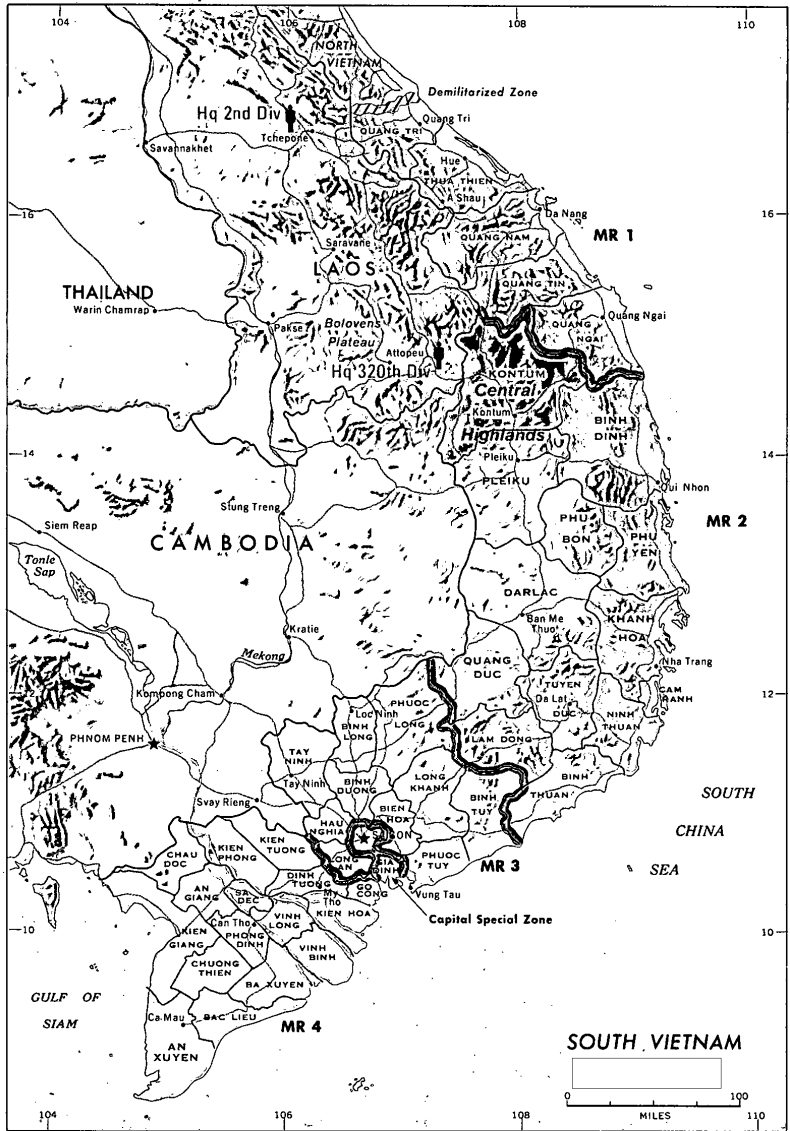 104
106
108
110
NORTH
VIETNAM
Demilitarized Zone
Hq 2nd Div
Tchepone
QUANG TRI
Quang Tri
Savannakhet
Hue
THUA THIEN
A Shau
16
16
Da Nang
MR 1
QUANG NAM
Saravane
LAOS
QUANG TIN
THAILAND
Warin Chamrap
Pakse
Bolovens
Plateau
QUANG
NGAI
Quang Ngai
Attopeu
Hq 320th Div
KONTUM
Central
Kontum
Highlands
BINH
DINH
14
14
Pleiku
PLEIKU
Qui Nhon
Stung Treng
Siem Reap
CAMBODIA
PHU
BON
PHU
YEN
MR 2
Tonle
Sap
DARLAC
Ban Me
Thuot
KHANH
HOA
Kratie
Mekong
QUANG
DUC
Nha Trang
12
12
Kompong Cham
PHUOC
LONG
TUYEN
DUC
Da Lat
CAM
RANH
Loc Ninh
BINH
LONG
NINH
THUAN
PHNOM PENH
LAM DONG
TAY
NINH
Tay Ninh
BINH
DUONG
LONG
KHANH
BINH
THUAN
Svay Rieng
BIEN
HOA
BINH
TUY
SOUTH
CHINA
SEA
HAU
NGHIA
SAIGON
KIEN
TUONG
KIEN
PHONG
CHAU
DOC
LONG
AN
GIA
DINH
PHUOC
TUY
MR 3
DINH
TUONG
AN
GIANG
SA
DEC
My
Tho
GO
CONG
Vung Tau
KIEN HOA
Capital Special Zone
10
10
VINH
LONG
Can Tho
PHONG
DINH
KIEN
GIANG
VINH
BINH
CHUONG
THIEN
BA XUYEN
GULF OF
SIAM
Ca Mau
BAC LIEU
MR 4
AN
XUYEN
SOUTH VIETNAM
0
100
MILES
104
106
108
110